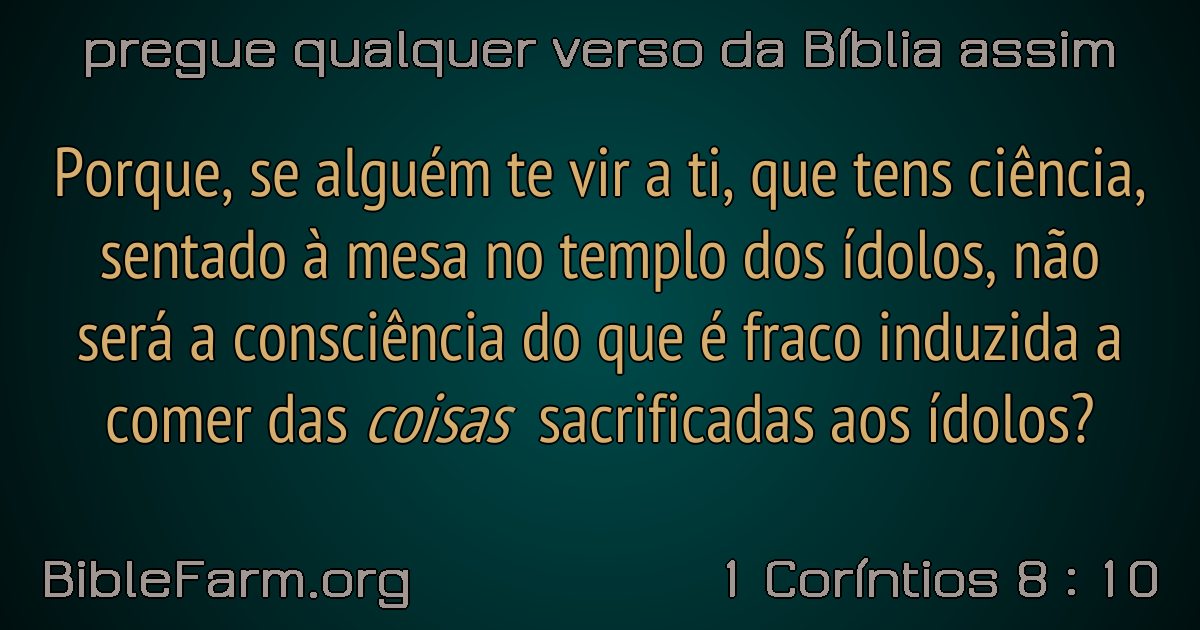 pregue qualquer verso da Bíblia assim
Porque, se alguém te vir a ti, que tens ciência,
sentado à mesa no templo dos ídolos, não
será a consciência do que é fraco induzida a
comer das coisas sacrificadas aos ídolos?
BibleFarm.org
1 Coríntios 8 : 10